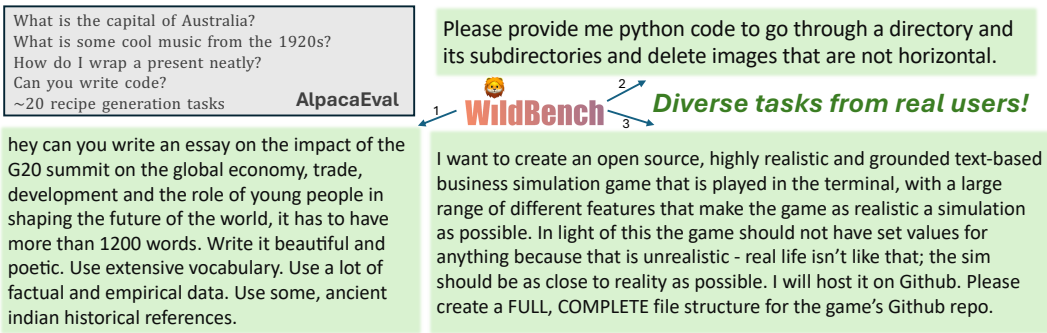 What is the capital of Australia?
What is some cool music from the 1920s?
How do I wrap a present neatly?
Can you write code?
~20 recipe generation tasks
AlpacaEval
Please provide me python code to go through a directory and
its subdirectories and delete images that are not horizontal.
1
WildBench
2
3
Diverse tasks from real users!
hey can you write an essay on the impact of the
G20 summit on the global economy, trade,
development and the role of young people in
shaping the future of the world, it has to have
more than 1200 words. Write it beautiful and
poetic. Use extensive vocabulary. Use a lot of
factual and empirical data. Use some, ancient
indian historical references.
I want to create an open source, highly realistic and grounded text-based
business simulation game that is played in the terminal, with a large
range of different features that make the game as realistic a simulation
as possible. In light of this the game should not have set values for
anything because that is unrealistic - real life isn’t like that; the sim
should be as close to reality as possible. I will host it on Github. Please
create a FULL, COMPLETE file structure for the game’s Github repo.